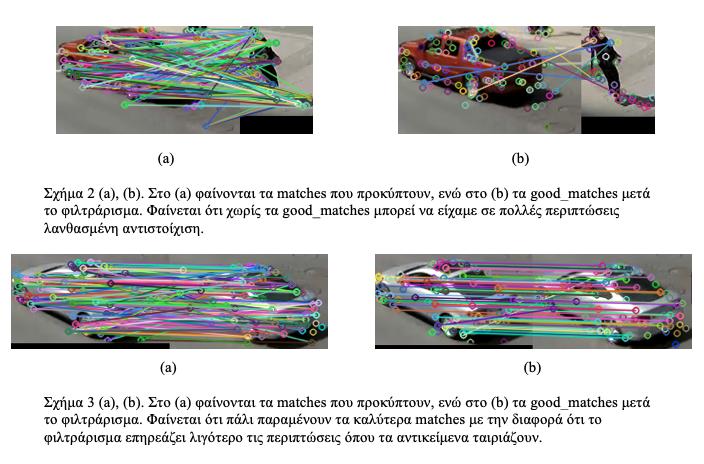 (a)
(b)
Σχήμα 2 (a), (b). Στο (a) φαίνονται τα matches που προκύπτουν, ενώ στο (b) τα good_matches μετά
το φιλτράρισμα. Φαίνεται ότι χωρίς τα good_matches μπορεί να είχαμε σε πολλές περιπτώσεις
λανθασμένη αντιστοίχιση.
(a)
(b)
Σχήμα 3 (a), (b). Στο (a) φαίνονται τα matches που προκύπτουν, ενώ στο (b) τα good_matches μετά
το φιλτράρισμα. Φαίνεται ότι πάλι παραμένουν τα καλύτερα matches με την διαφορά ότι το
φιλτράρισμα επηρεάζει λιγότερο τις περιπτώσεις όπου τα αντικείμενα ταιριάζουν.